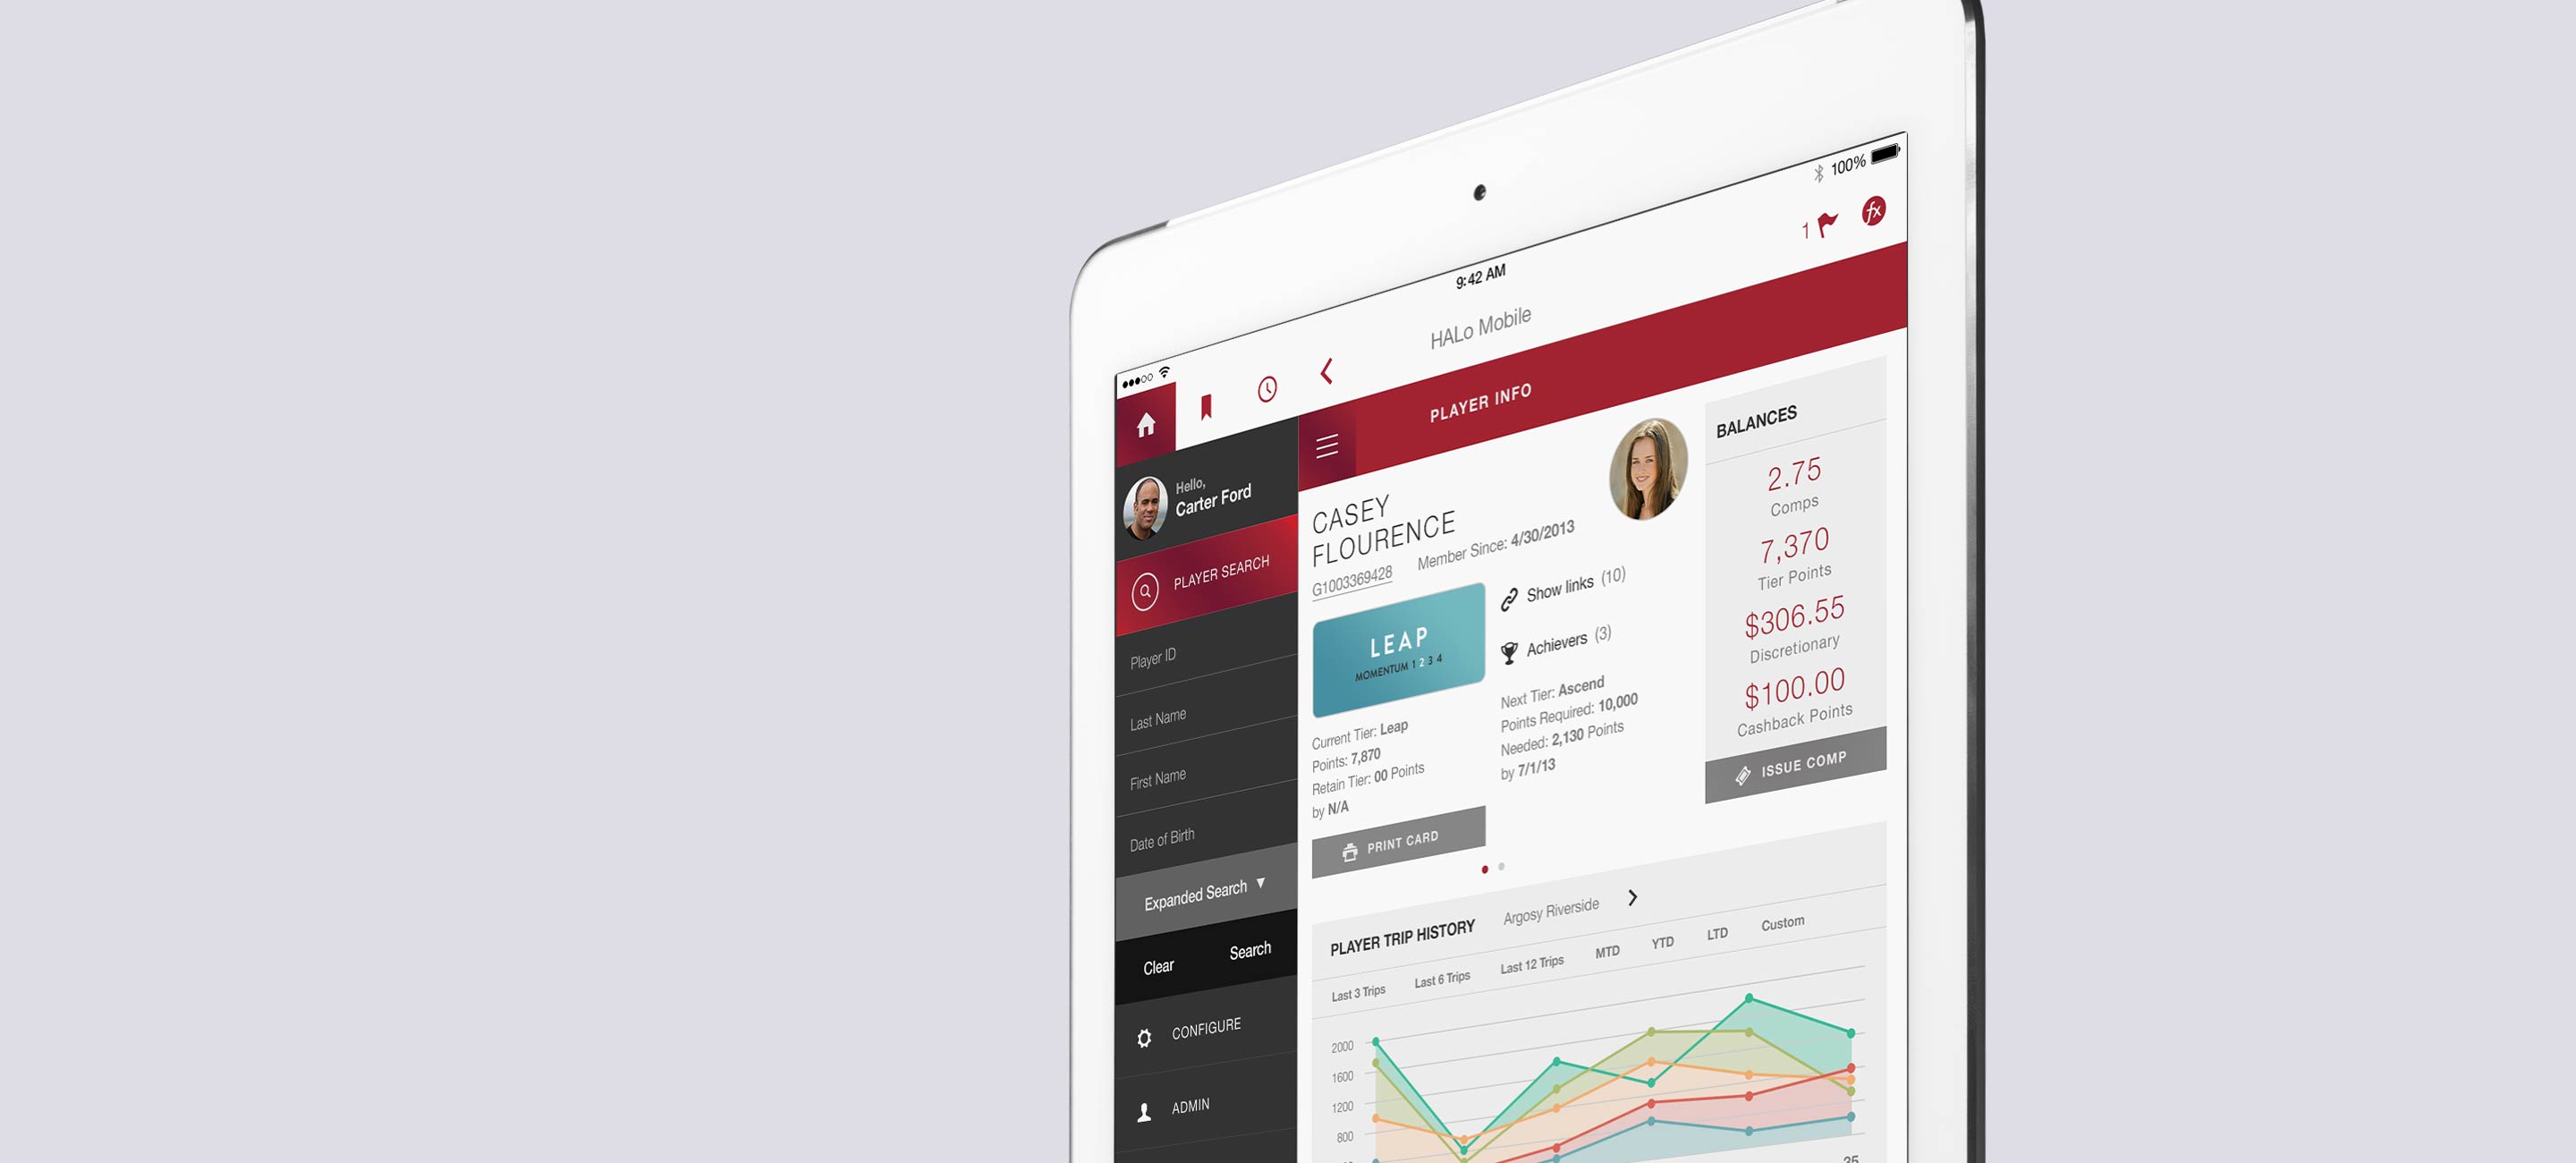 100%
9:42 AM
1
fx
HALo Mobile
PLAYER INFO
Hello,
Carter Ford
PLAYER SEARCH
Player ID
Last Name
First Name
Date of Birth
Expanded Search
Clear
Search
CONFIGURE
ADMIN
CASEY
FLOURENCE
G1003369428
Member Since: 4/30/2013
LEAP
MOMENTUM 1 2 3 4
Show links (10)
Achievers (3)
Current Tier: Leap
Points: 7,870
Retain Tier: 00 Points
by N/A
Next Tier: Ascend
Points Required: 10,000
Needed: 2,130 Points
by 7/1/13
PRINT CARD
BALANCES
2.75
Comps
7,370
Tier Points
$306.55
Discretionary
$100.00
Cashback Points
ISSUE COMP
PLAYER TRIP HISTORY
Argosy Riverside
Last 3 Trips
Last 6 Trips
Last 12 Trips
MTD
YTD
LTD
Custom
2000
1600
1200
800